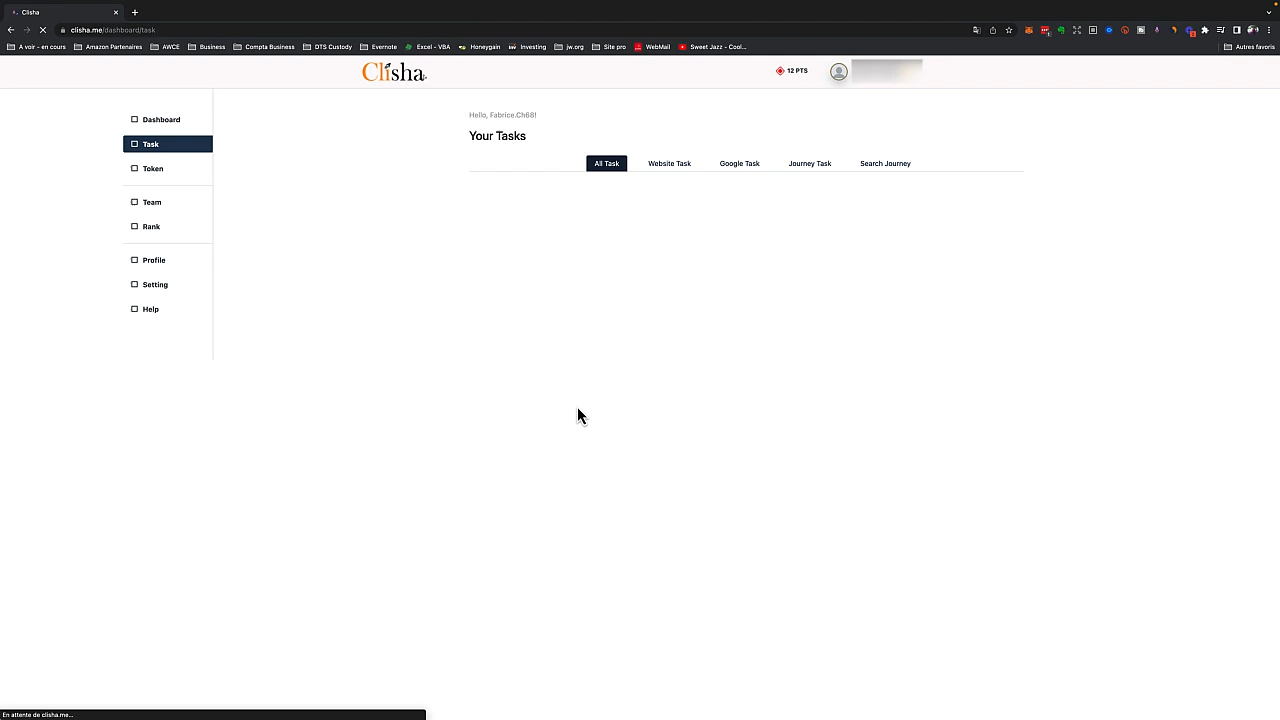 Clisha
clisha.me/dashboard/task
A voir - en cours
Amazon Partenaires
AWCE
Business
Compta Business
DTS Custody
Evernote
Excel - VBA
Honeygain
Investing
jw.org
Site pro
WebMail
Sweet Jazz - Cool...
Autres favoris
Clisha
12 PTS
Dashboard
Task
Token
Team
Rank
Profile
Setting
Help
Hello, Fabrice.Ch68!
Your Tasks
All Task
Website Task
Google Task
Journey Task
Search Journey
En attente de clisha.me...